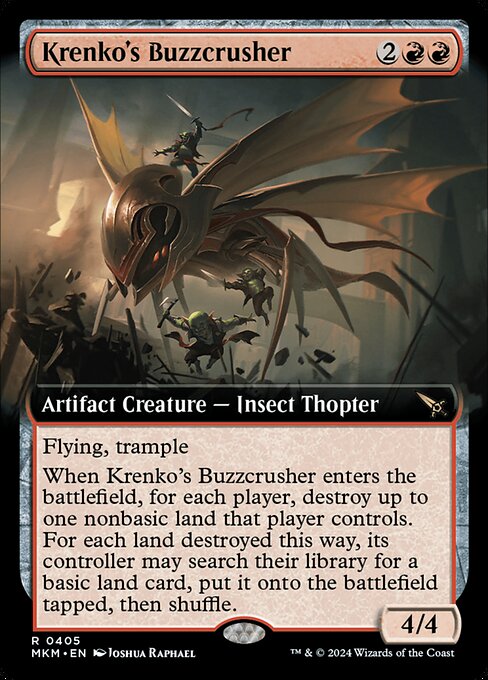 Krenko's Buzzcrusher 2
Artifact Creature — Insect Thopter
Flying, trample
When Krenko's Buzzcrusher enters the
battlefield, for each player, destroy up to
one nonbasic land that player controls.
For each land destroyed this way, its
controller may search their library for a
basic land card, put it onto the battlefield
tapped, then shuffle.
4/4
R 0405
MKM • EN Joshua Raphael
™ & © 2024 Wizards of the Coast